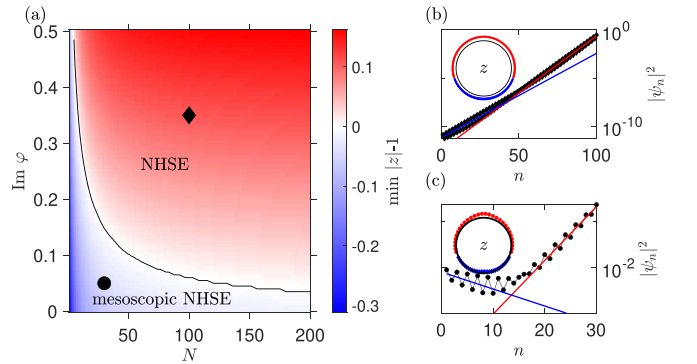 (a)
0.5
0.4
0.3
0.2
0.1
0
Im φ
NHSE
mesoscopic NHSE
50
100
150
200
N
0.1
0
-0.1
-0.2
-0.3
min |z|-1
(b)
z
10^0
10^-10
|ψ_n|^2
0
50
100
n
(c)
z
10^-2
|ψ_n|^2
0
10
20
30
n